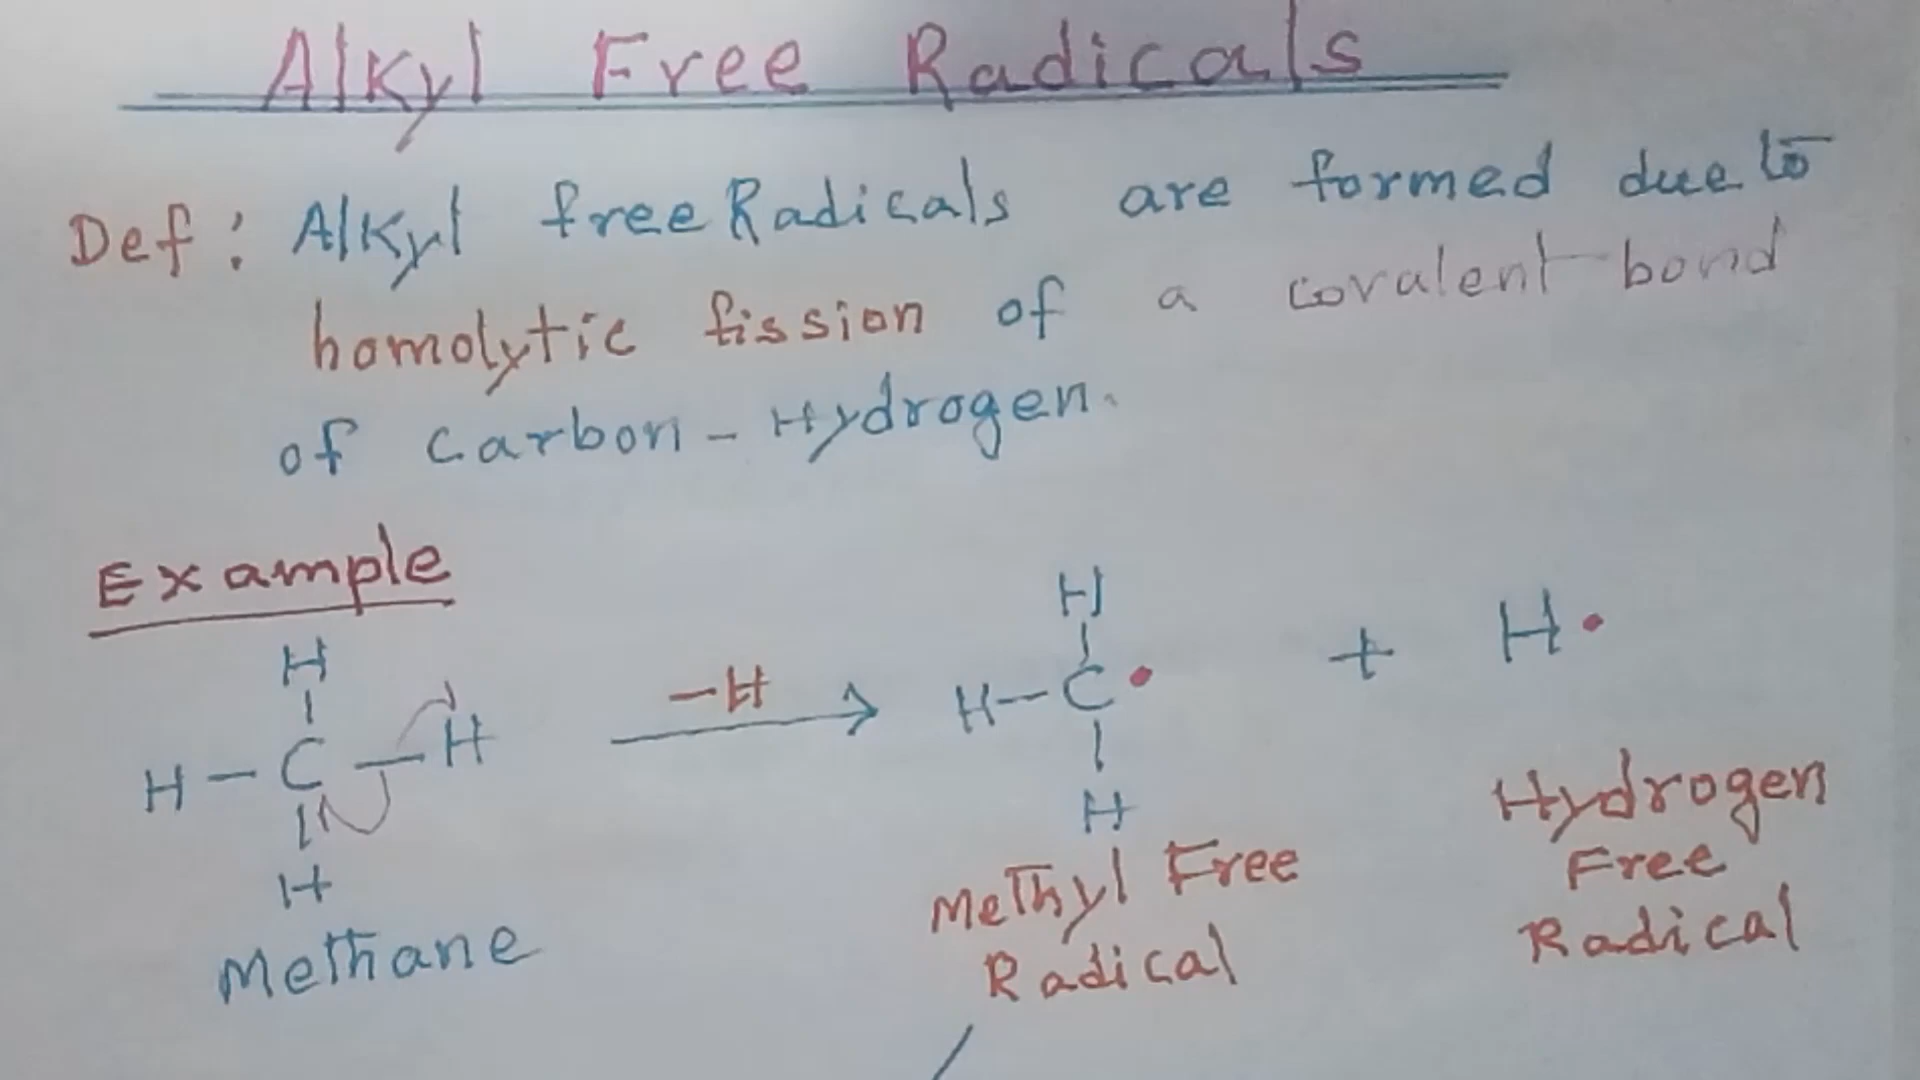 Alkyl Free Radicals
Def: Alkyl free Radicals are formed due to
homolytic fission of a covalent bond
of carbon - Hydrogen.
Example
H
H - C - H
H
Methane
-H
H
H - C •
H
Methyl Free
Radical
+
H •
Hydrogen
Free
Radical